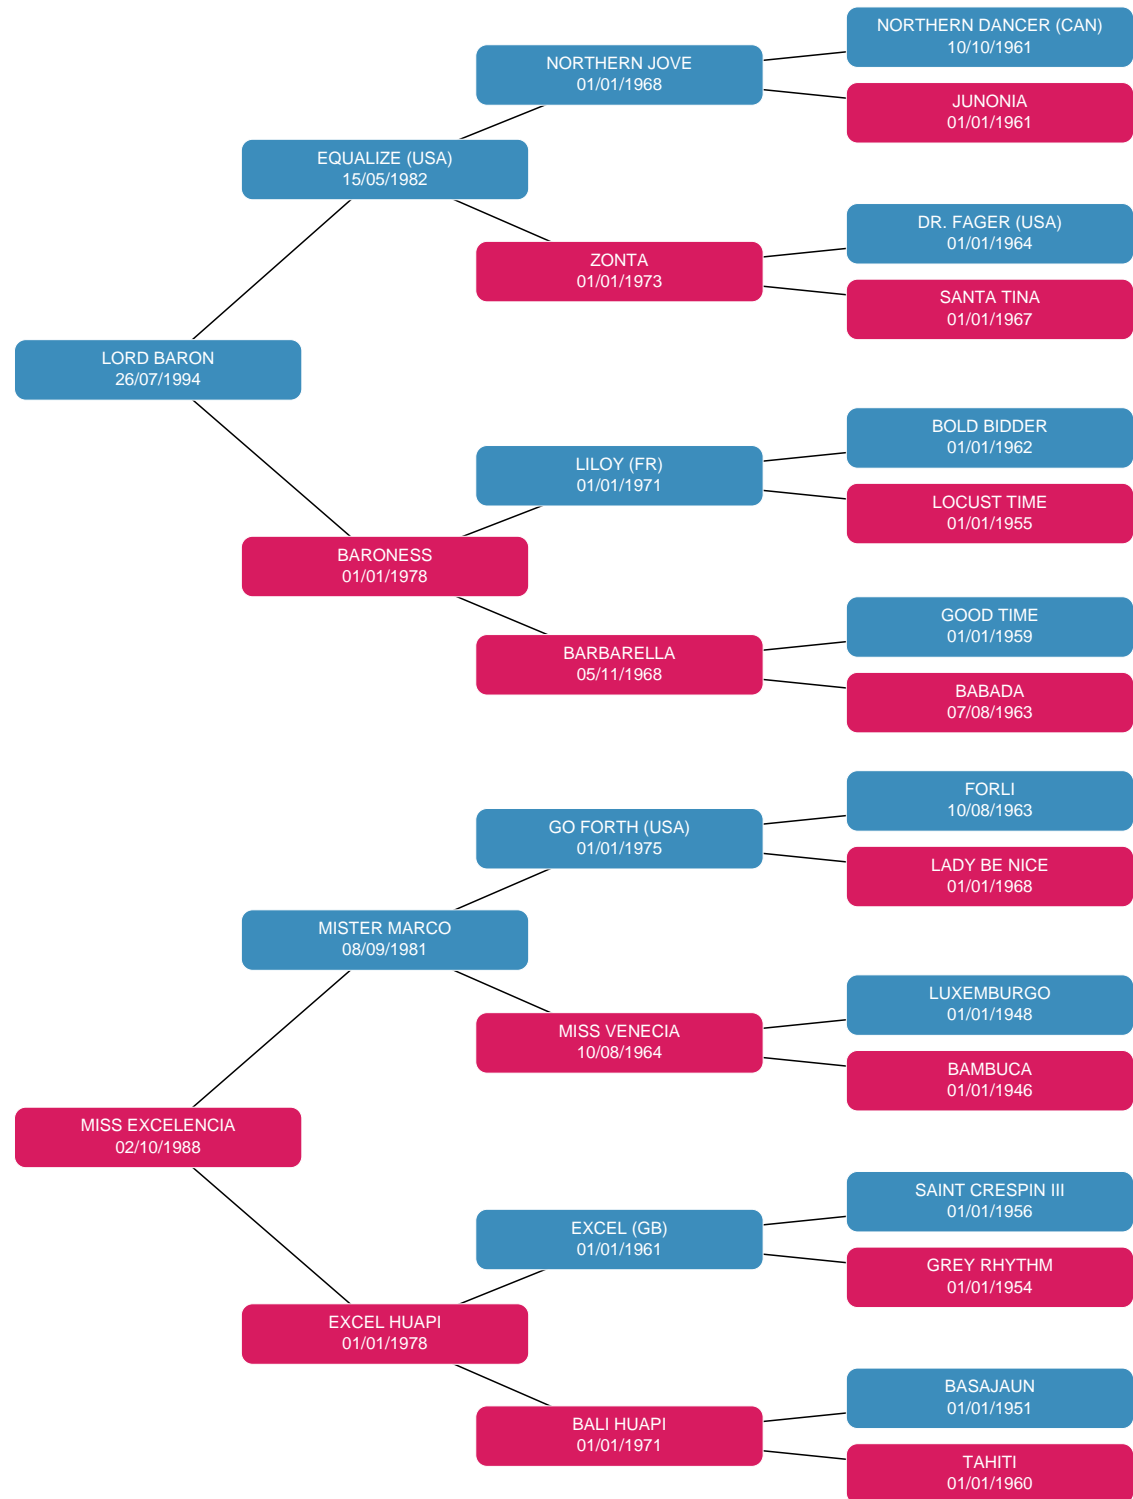 NORTHERN DANCER (CAN)
10/10/1961
NORTHERN JOVE
01/01/1968
JUNONIA
01/01/1961
EQUALIZE (USA)
15/05/1982
DR. FAGER (USA)
01/01/1964
ZONTA
01/01/1973
SANTA TINA
01/01/1967
LORD BARON
26/07/1994
BOLD BIDDER
01/01/1962
LILOY (FR)
01/01/1971
LOCUST TIME
01/01/1955
BARONESS
01/01/1978
GOOD TIME
01/01/1959
BARBARELLA
05/11/1968
BABADA
07/08/1963
FORLI
10/08/1963
GO FORTH (USA)
01/01/1975
LADY BE NICE
01/01/1968
MISTER MARCO
08/09/1981
LUXEMBURGO
01/01/1948
MISS VENECIA
10/08/1964
BAMBUCA
01/01/1946
MISS EXCELENCIA
02/10/1988
SAINT CRESPIN III
01/01/1956
EXCEL (GB)
01/01/1961
GREY RHYTHM
01/01/1954
EXCEL HUAPI
01/01/1978
BASAJAUN
01/01/1951
BALI HUAPI
01/01/1971
TAHITI
01/01/1960